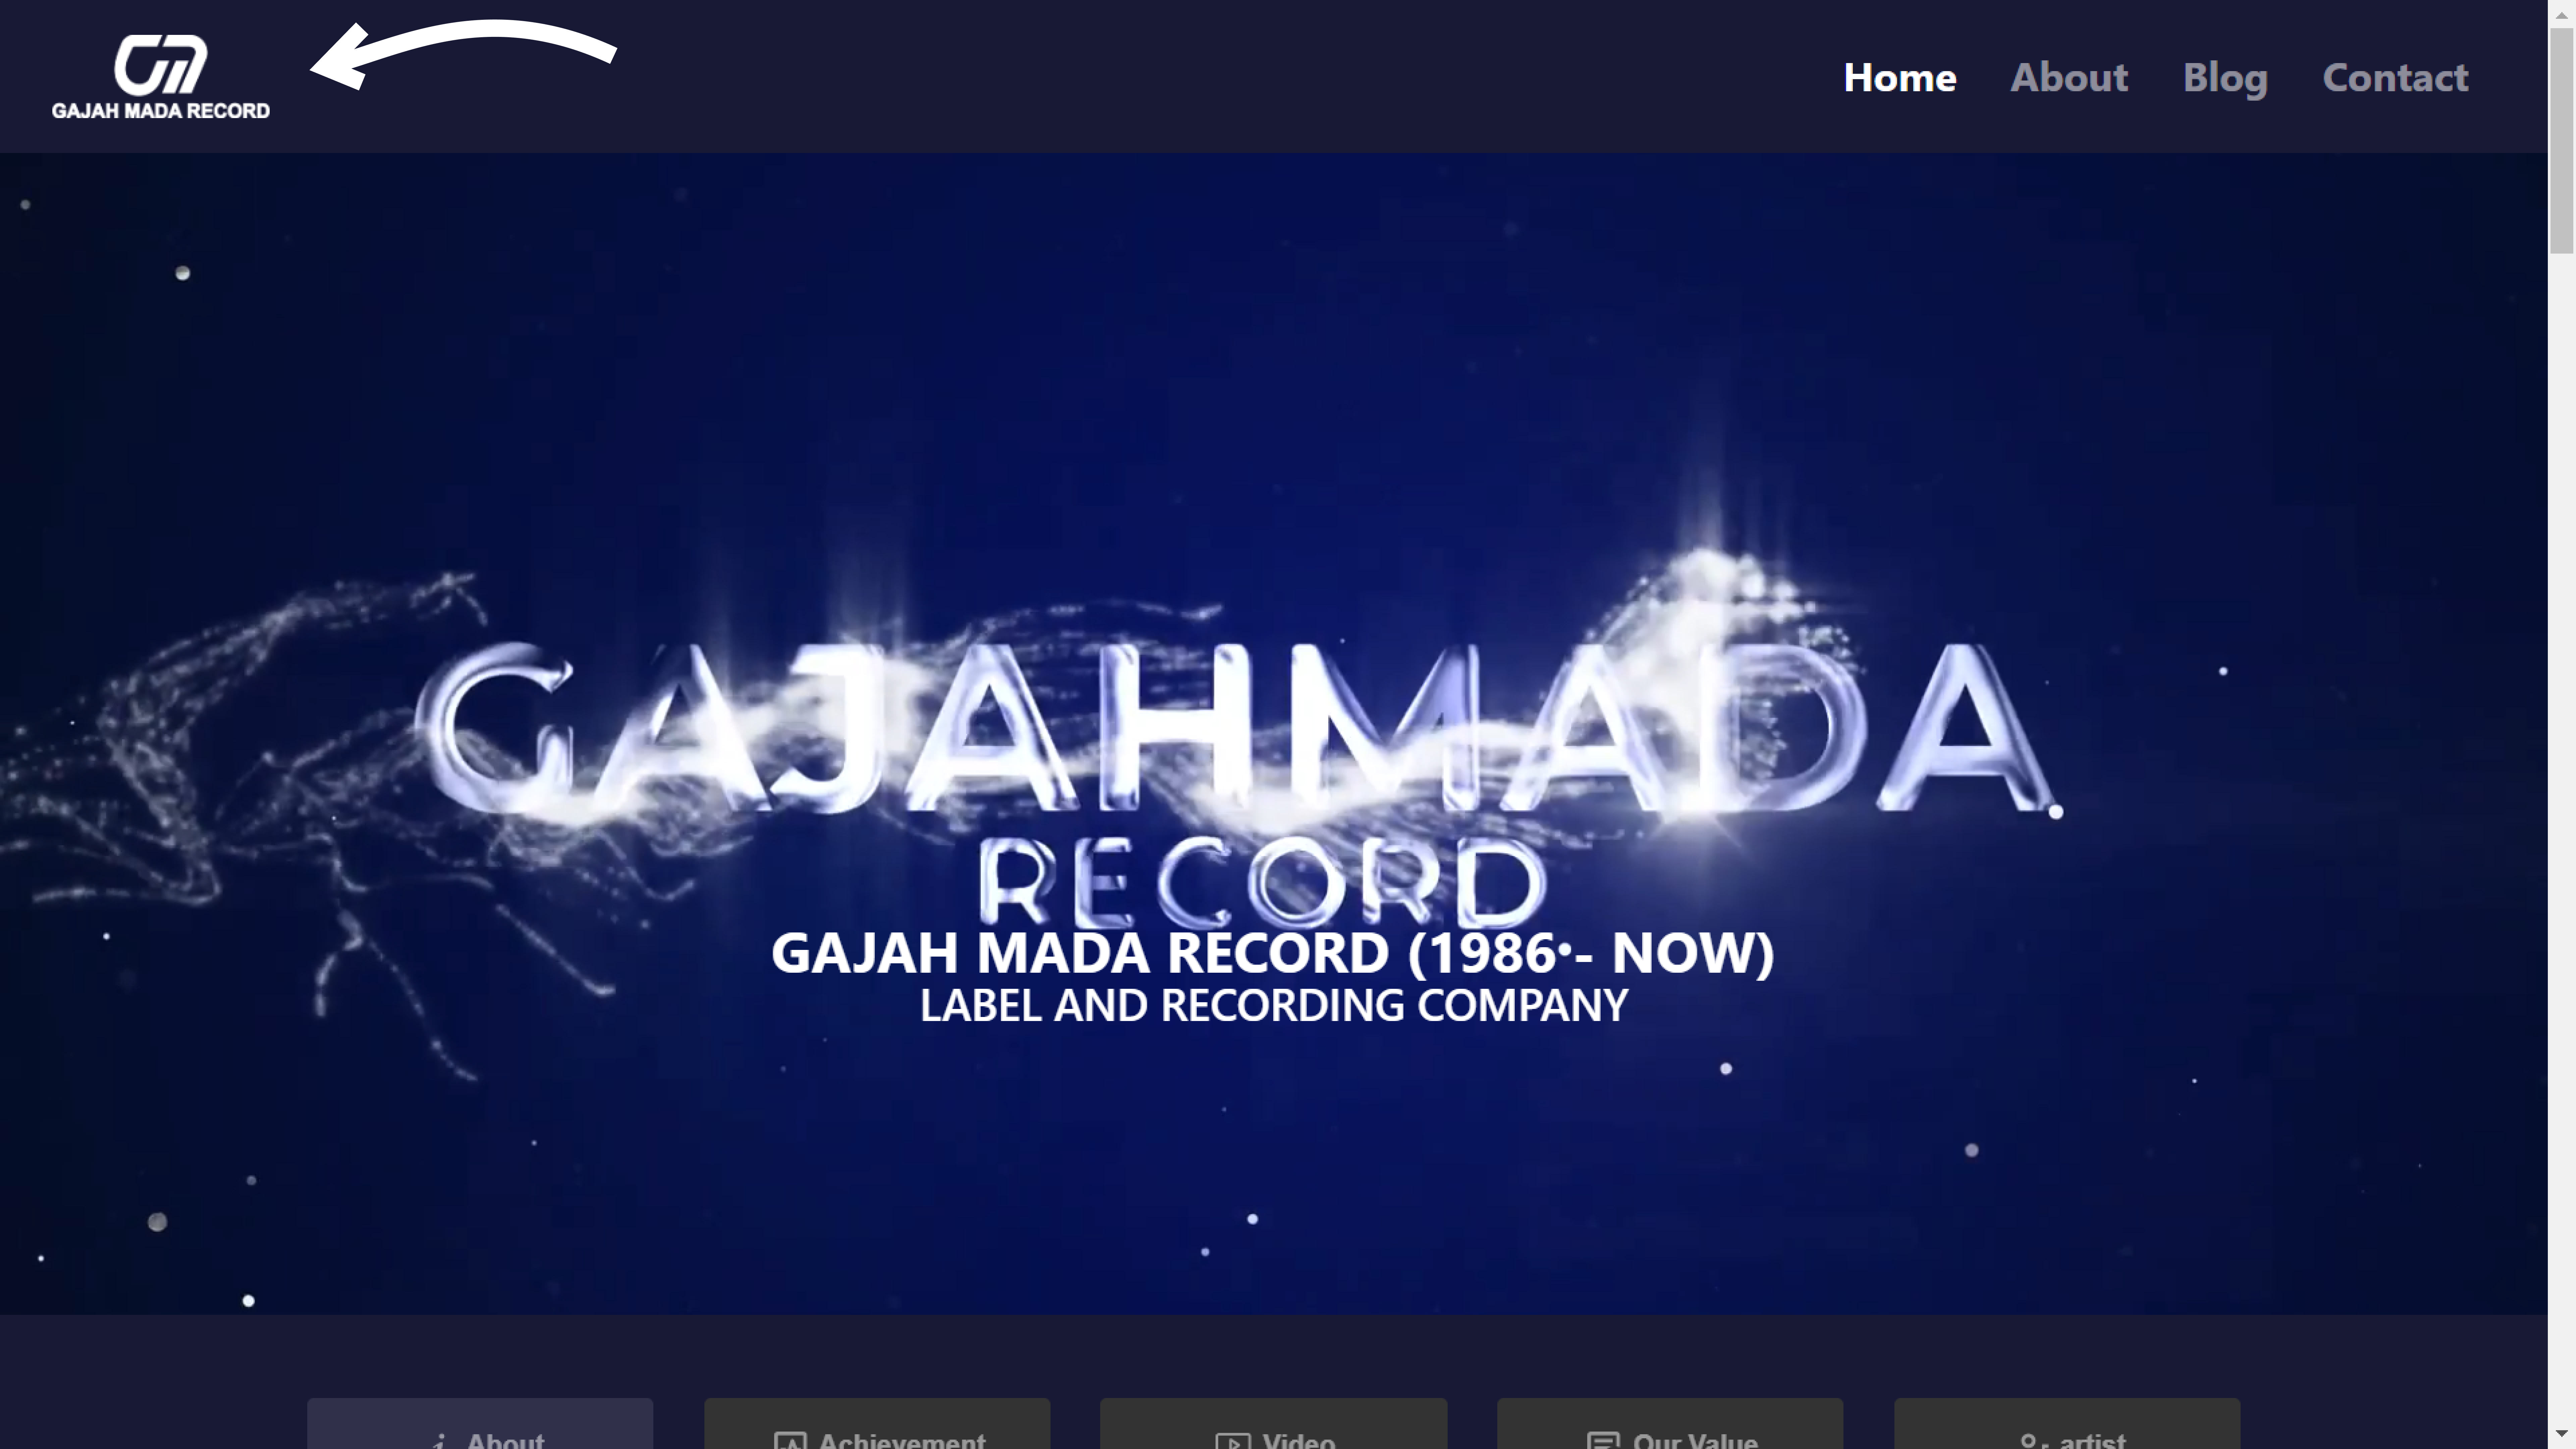 GAJAH MADA RECORD
Home About Blog Contact
GAJAHMADA
RECORD
GAJAH MADA RECORD (1986 - NOW)
LABEL AND RECORDING COMPANY
About Achievement Video Our Value artist